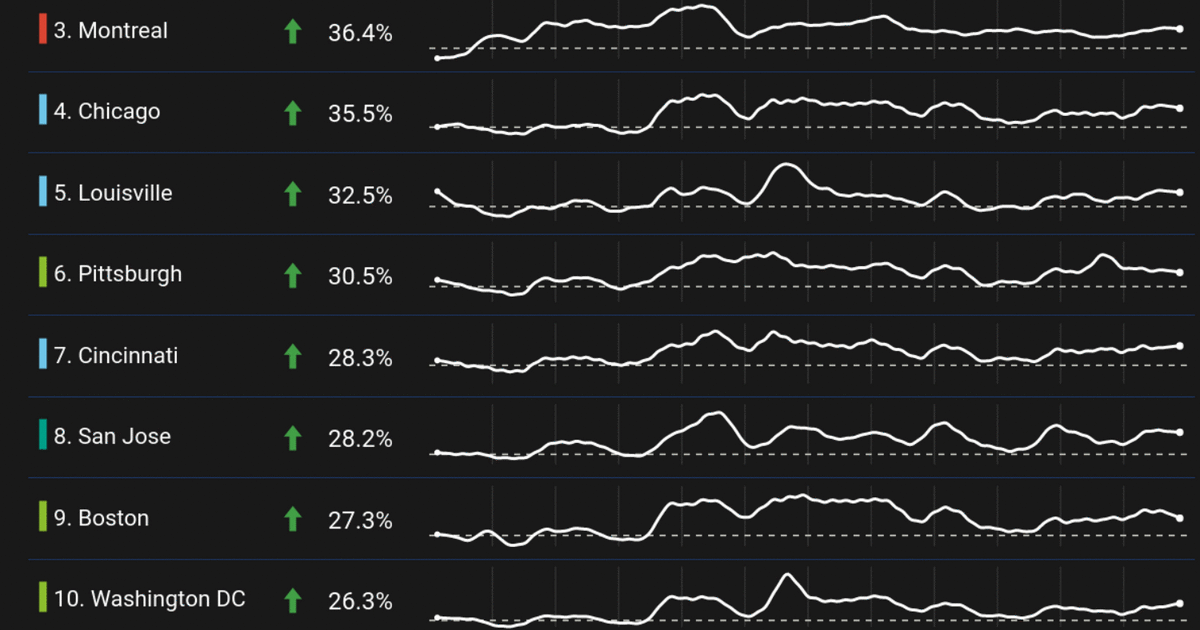 3. Montreal 36.4%
4. Chicago 35.5%
5. Louisville 32.5%
6. Pittsburgh 30.5%
7. Cincinnati 28.3%
8. San Jose 28.2%
9. Boston 27.3%
10. Washington DC 26.3%